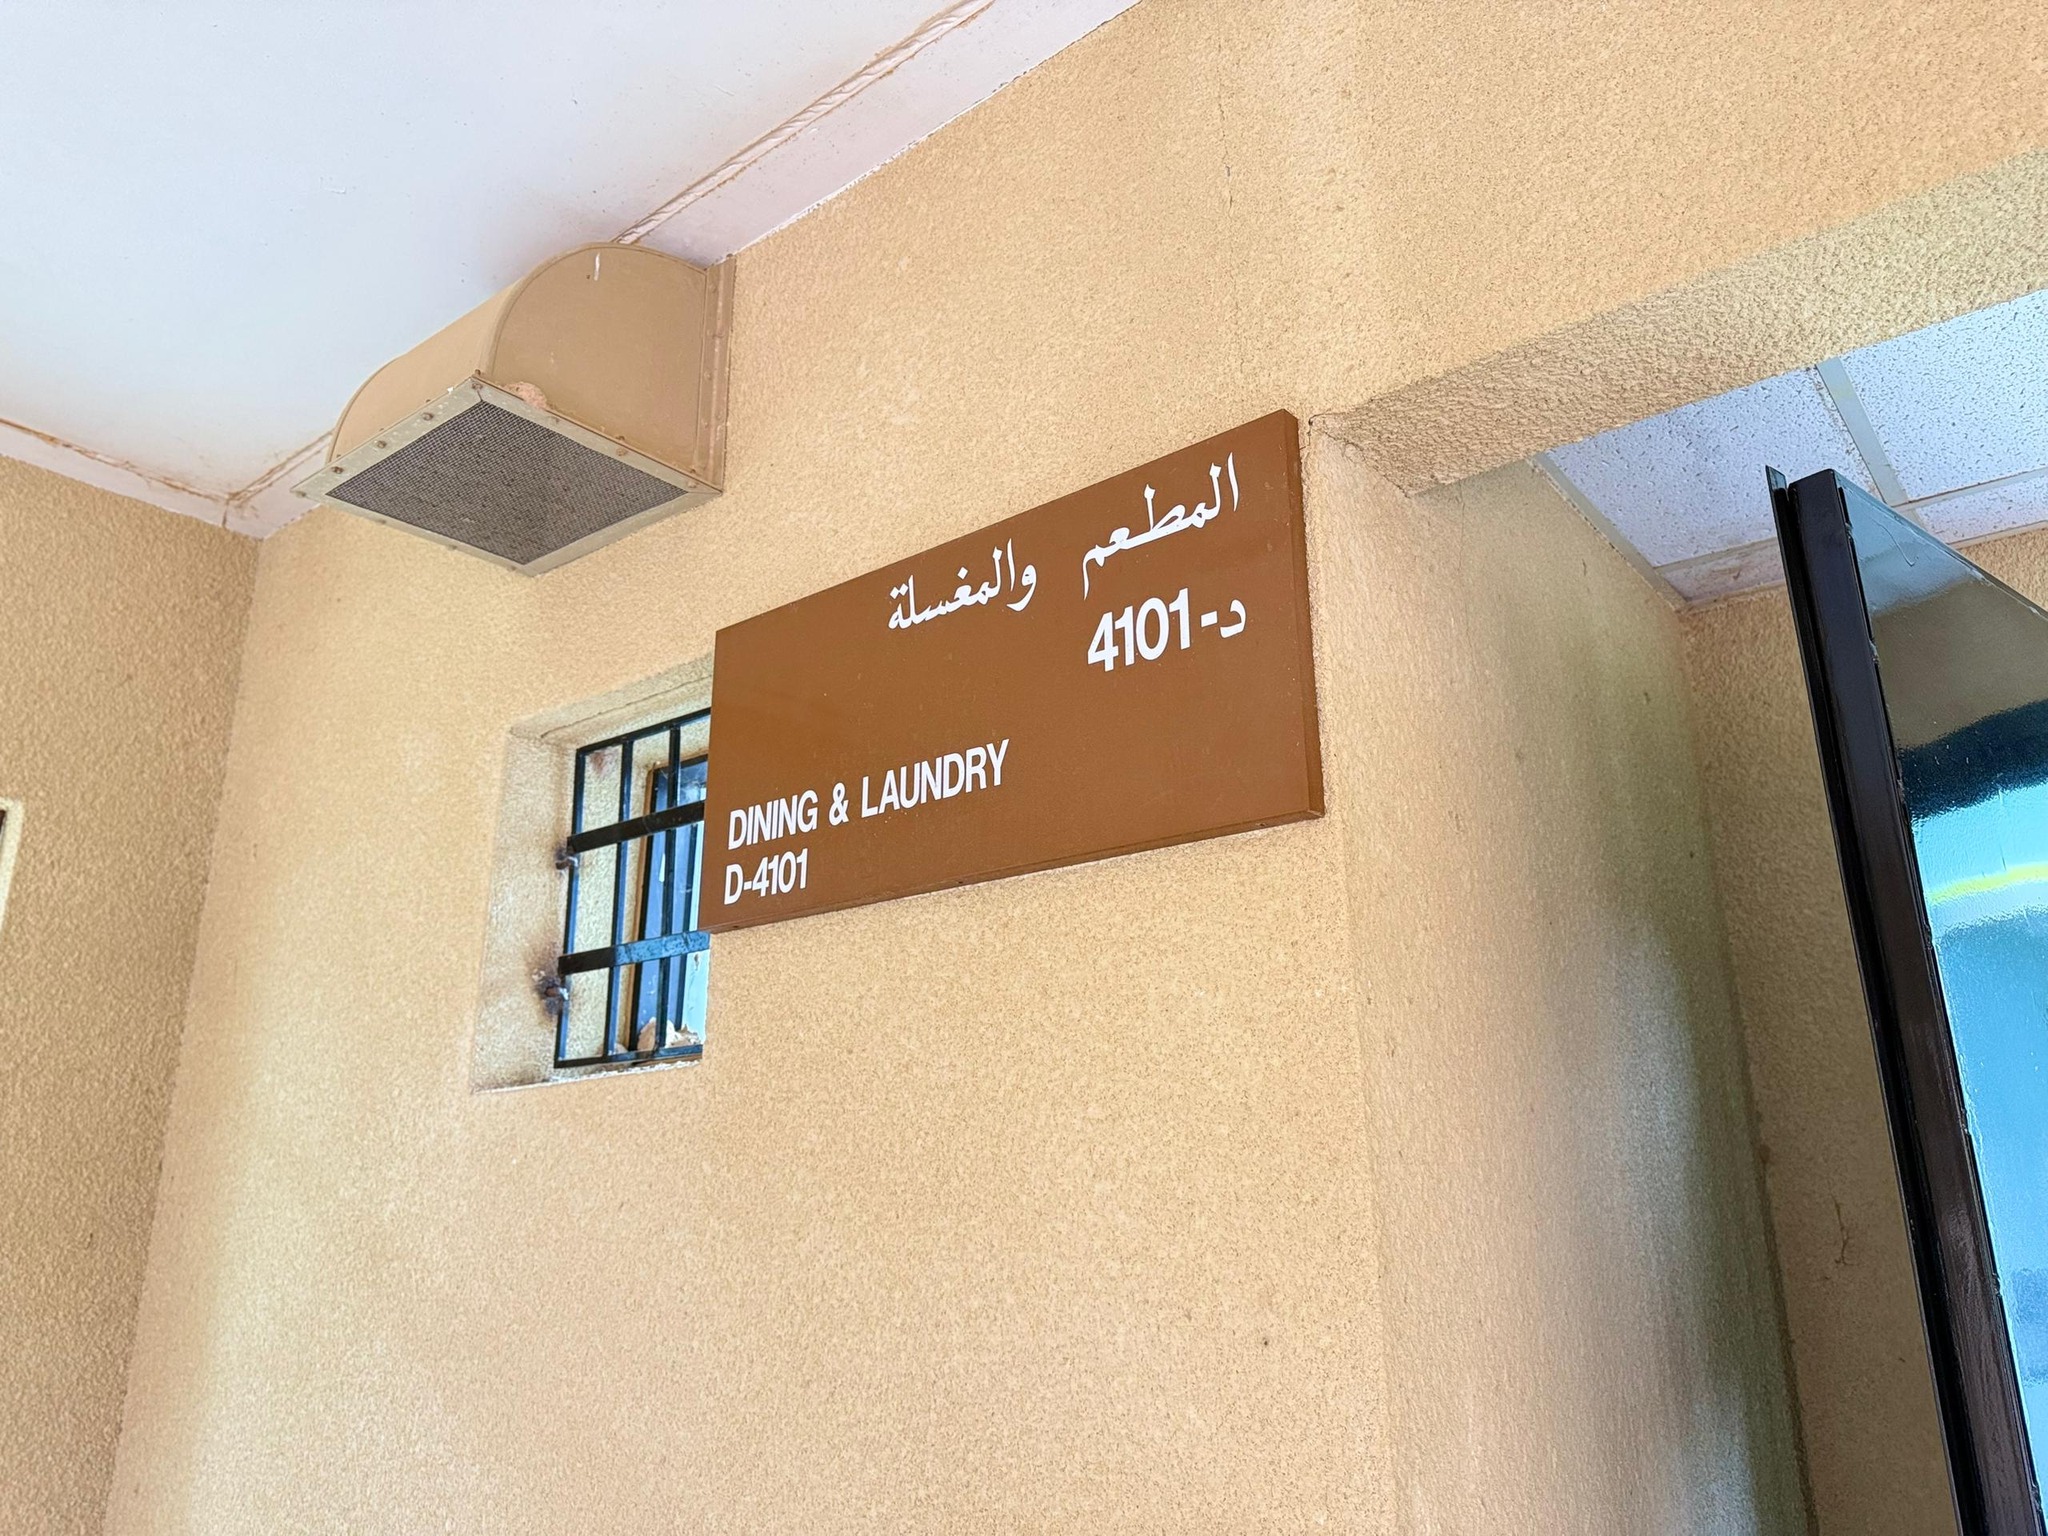 المطعم والمغسلة
د-4101
DINING & LAUNDRY
D-4101